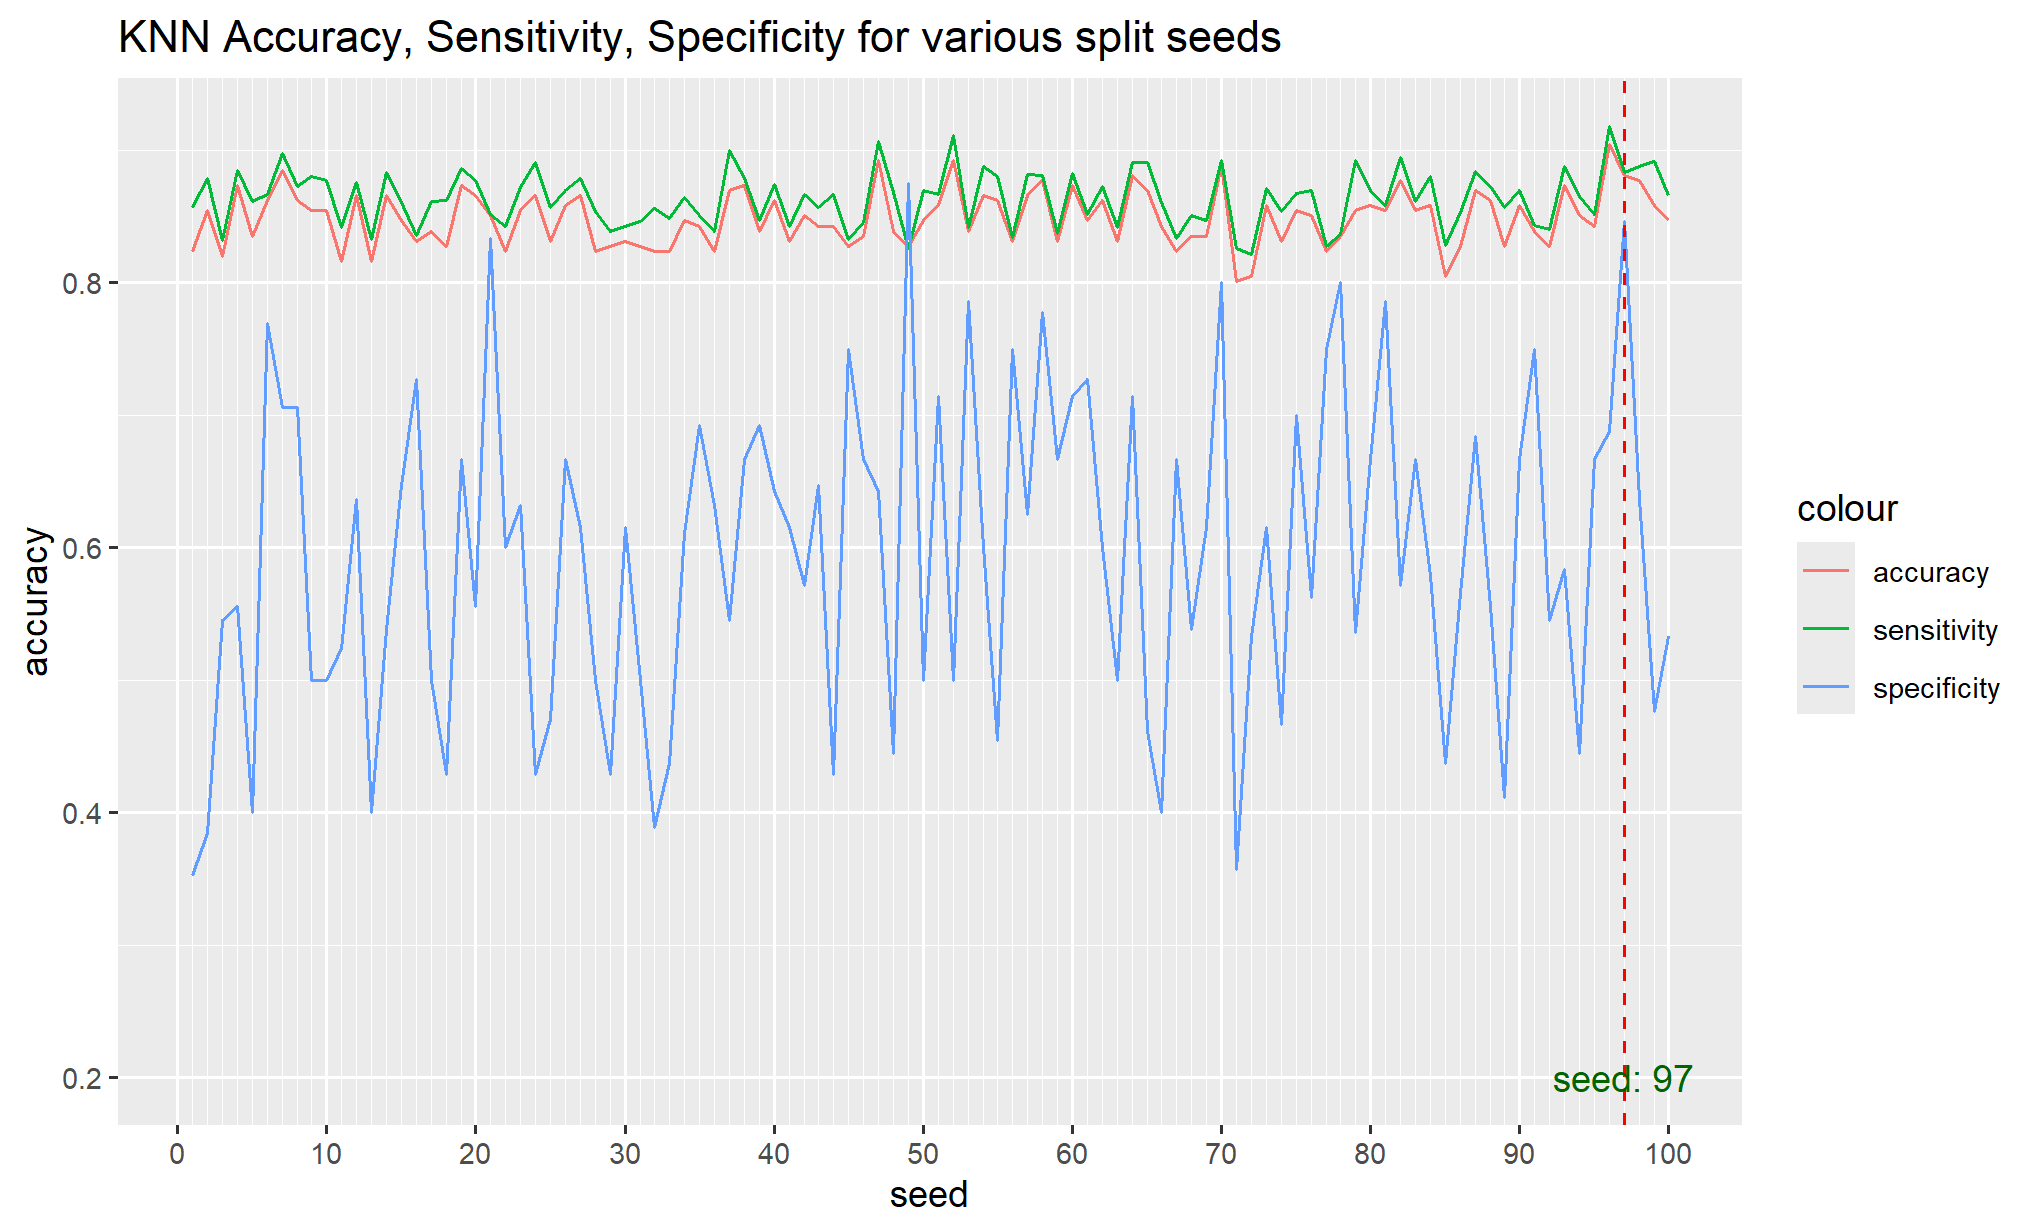 KNN Accuracy, Sensitivity, Specificity for various split seeds
accuracy
0.8
0.6
0.4
0.2
seed: 97
0 10 20 30 40 50 60 70 80 90 100
seed
colour
accuracy
sensitivity
specificity